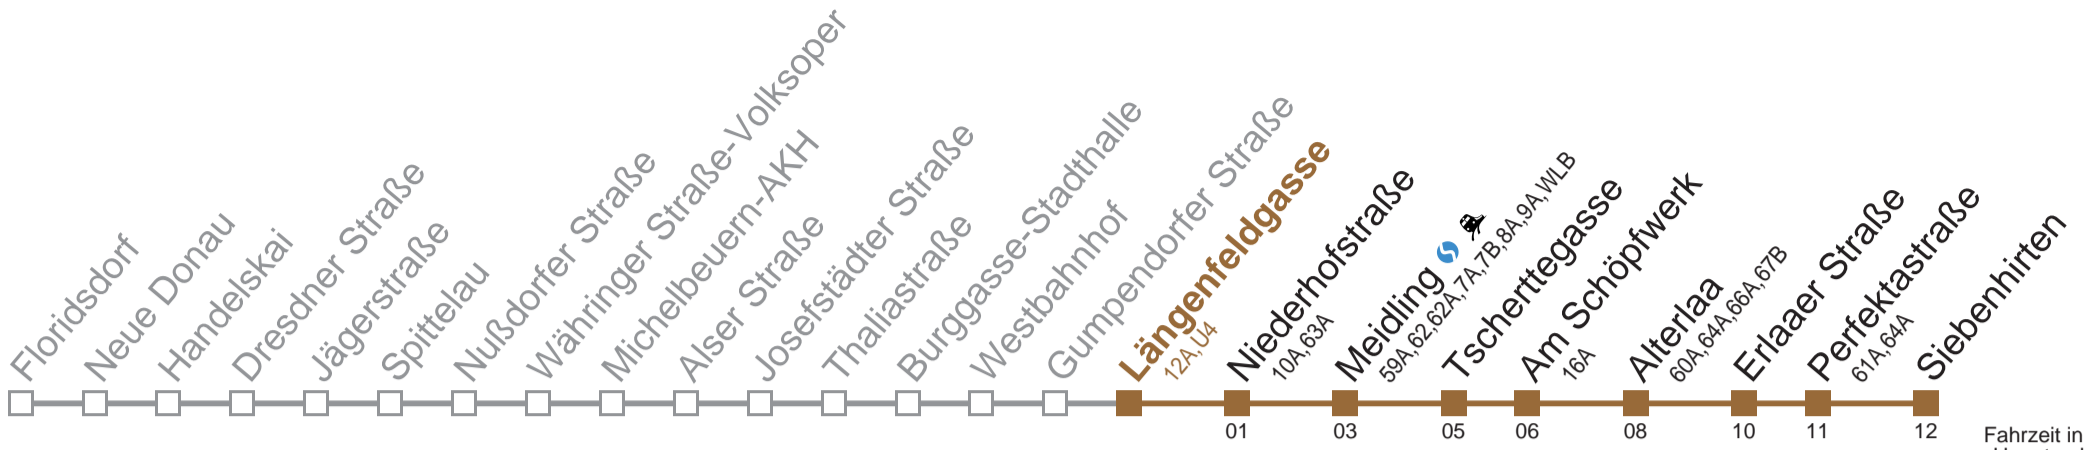 Floridsdorf
Neue Donau
Handelskai
Dresdner Straße
Jägerstraße
Spittelau
Nußdorfer Straße
Währinger Straße-Volksoper
Michelbeuern-AKH
Alser Straße
Josefstädter Straße
Thaliastraße
Burggasse-Stadthalle
Westbahnhof
Gumpendorfer Straße
Längenfeldgasse
12A,U4
Niederhofstraße
10A,63A
Meidling
59A,62,62A,7A,7B,8A,9A,WLB
Tscherttegasse
Am Schöpfwerk
16A
Alterlaa
60A,64A,66A,67B
Erlaaer Straße
Perfektastraße
61A,64A
Siebenhirten
01 03 05 06 08 10 11 12
Fahrzeit in